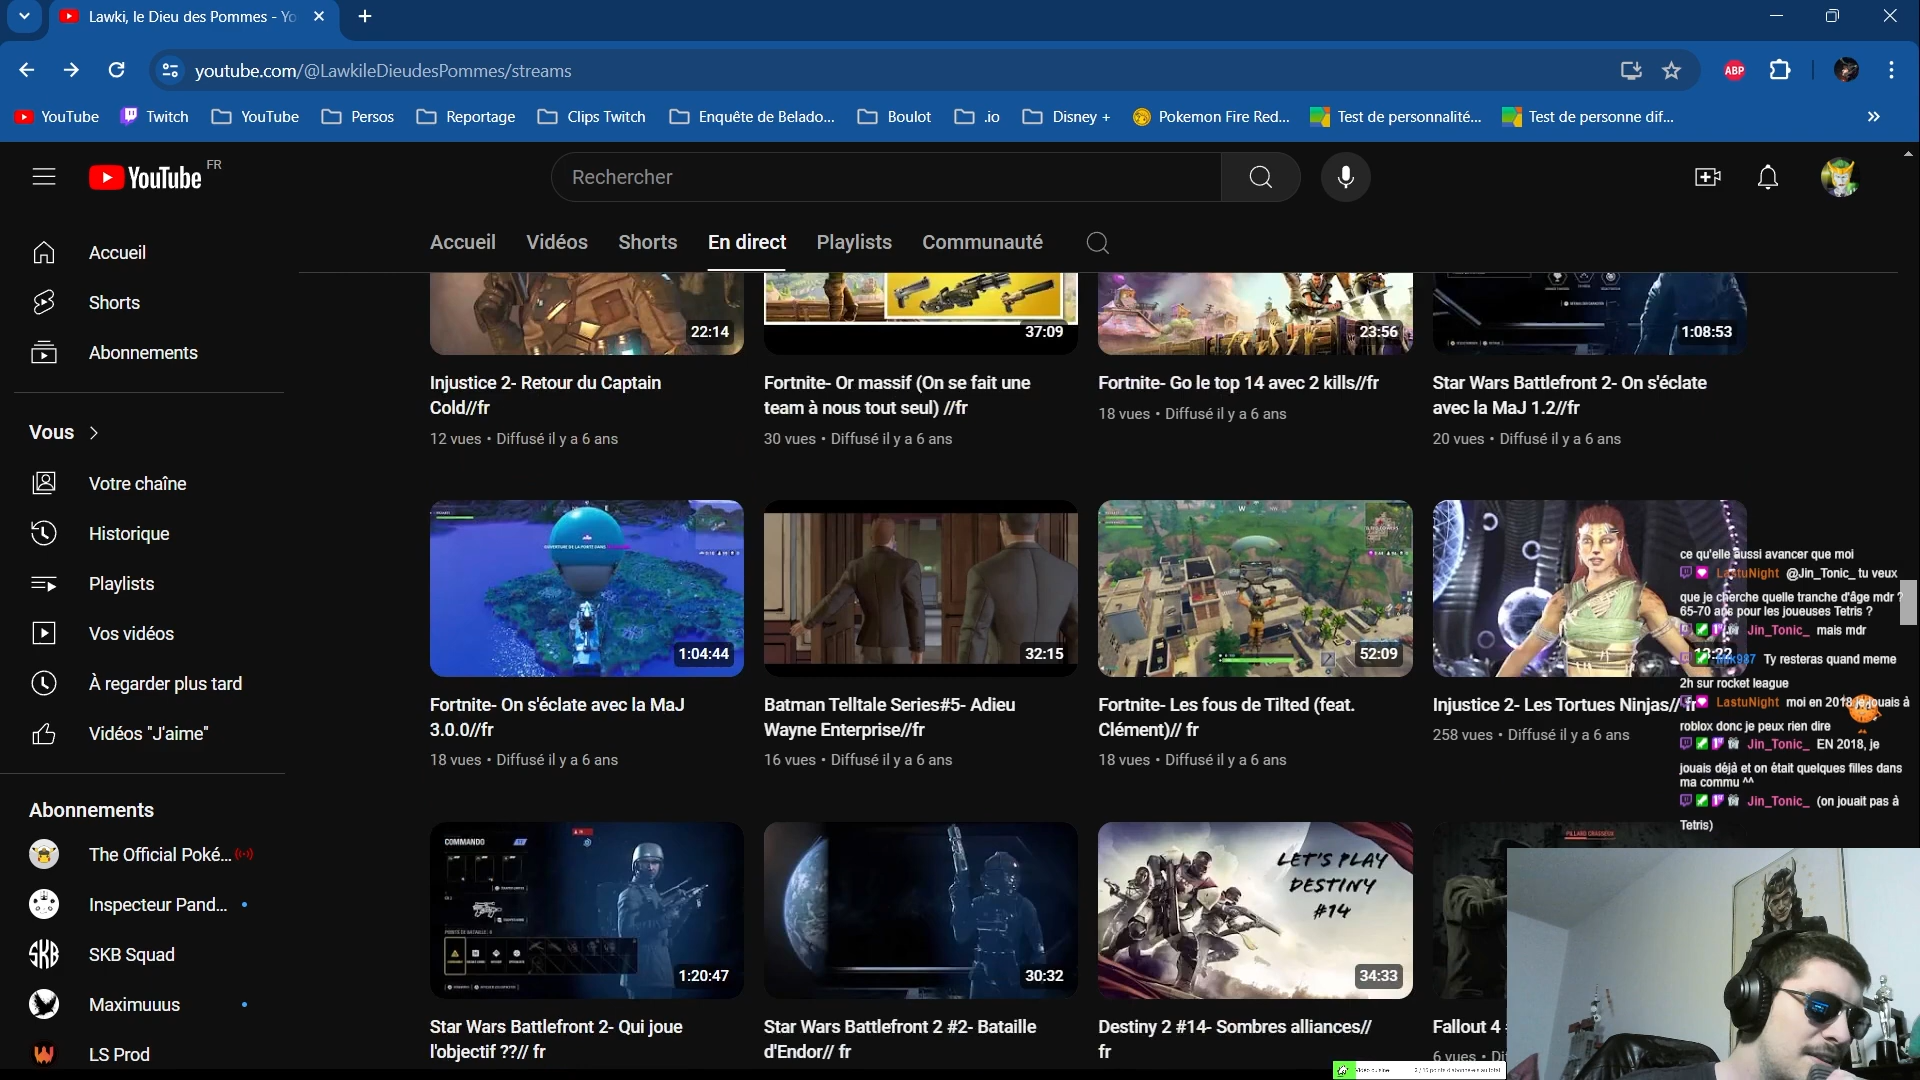 Lawki, le Dieu des Pommes - Yo
youtube.com/@LawkileDieudesPommes/streams
ABP
YouTube
Twitch
YouTube
Persos
Reportage
Clips Twitch
Enquête de Belado...
Boulot
.io
Disney +
Pokemon Fire Red...
Test de personnalité...
Test de personne dif...
YouTube FR
Rechercher
Accueil
Vidéos
Shorts
En direct
Playlists
Communauté
Accueil
Shorts
Abonnements
Vous
Votre chaîne
Historique
Playlists
Vos vidéos
À regarder plus tard
Vidéos "J'aime"
Abonnements
The Official Poké...
Inspecteur Pand...
SKB Squad
Maximuuus
LS Prod
22:14
37:09
23:56
1:08:53
Injustice 2- Retour du Captain
Cold//fr
12 vues • Diffusé il y a 6 ans
Fortnite- Or massif (On se fait une
team à nous tout seul) //fr
30 vues • Diffusé il y a 6 ans
Fortnite- Go le top 14 avec 2 kills//fr
18 vues • Diffusé il y a 6 ans
Star Wars Battlefront 2- On s'éclate
avec la MaJ 1.2//fr
20 vues • Diffusé il y a 6 ans
1:04:44
32:15
52:09
Fortnite- On s'éclate avec la MaJ
3.0.0//fr
18 vues • Diffusé il y a 6 ans
Batman Telltale Series#5- Adieu
Wayne Enterprise//fr
16 vues • Diffusé il y a 6 ans
Fortnite- Les fous de Tilted (feat.
Clément)// fr
18 vues • Diffusé il y a 6 ans
Injustice 2- Les Tortues Ninjas// fr
258 vues • Diffusé il y a 6 ans
COMMANDO
1:20:47
30:32
LET'S PLAY
DESTINY
#14
34:33
Star Wars Battlefront 2- Qui joue
l'objectif ??// fr
Star Wars Battlefront 2 #2- Bataille
d'Endor// fr
Destiny 2 #14- Sombres alliances//
fr
Fallout 4
6 vues • Di
ce qu'elle aussi avancer que moi
LastuNight @Jin_Tonic_ tu veux
que je cherche quelle tranche d'âge mdr ?
65-70 ans pour les joueuses Tetris ?
Jin_Tonic_ mais mdr
Ty resteras quand meme
2h sur rocket league
LastuNight moi en 2018 je jouais à
roblox donc je peux rien dire
Jin_Tonic_ EN 2018, je
jouais déjà et on était quelques filles dans
ma commu ^^
Jin_Tonic_ (on jouait pas à
Tetris)